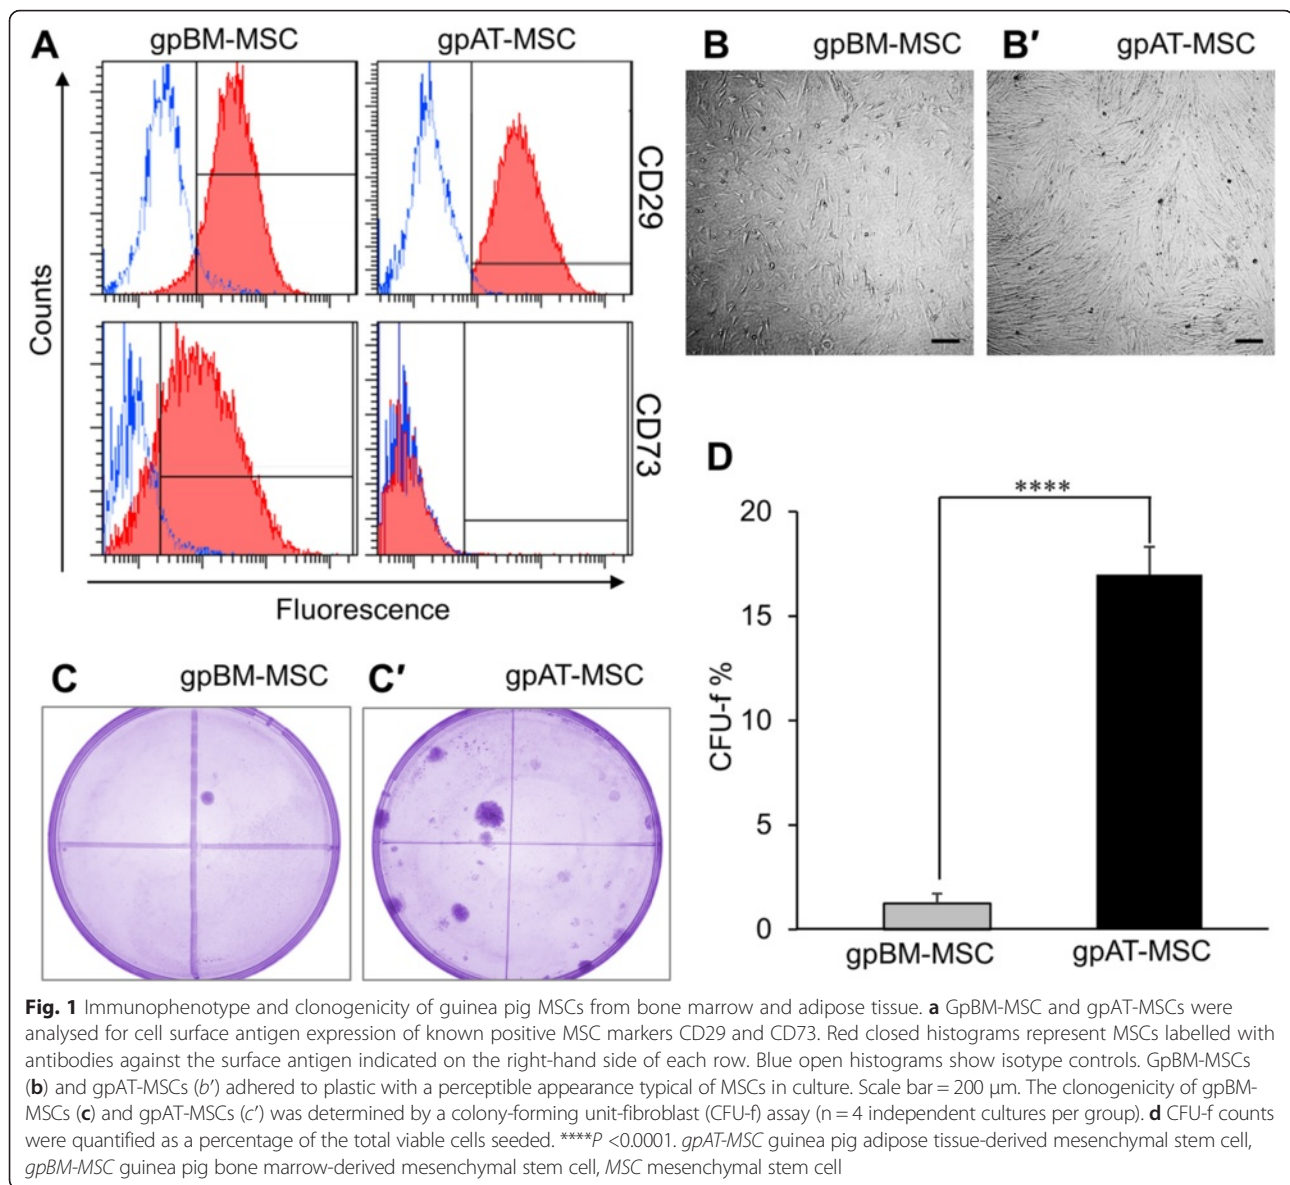 A
gpBM-MSC
gpAT-MSC
CD29
CD73
Counts
Fluorescence
B
gpBM-MSC
B′
gpAT-MSC
C
gpBM-MSC
C′
gpAT-MSC
D
****
20
15
10
5
0
CFU-f %
gpBM-MSC
gpAT-MSC
Fig. 1 Immunophenotype and clonogenicity of guinea pig MSCs from bone marrow and adipose tissue. a GpBM-MSC and gpAT-MSCs were
analysed for cell surface antigen expression of known positive MSC markers CD29 and CD73. Red closed histograms represent MSCs labelled with
antibodies against the surface antigen indicated on the right-hand side of each row. Blue open histograms show isotype controls. GpBM-MSCs
(b) and gpAT-MSCs (b′) adhered to plastic with a perceptible appearance typical of MSCs in culture. Scale bar = 200 μm. The clonogenicity of gpBM-
MSCs (c) and gpAT-MSCs (c′) was determined by a colony-forming unit-fibroblast (CFU-f) assay (n = 4 independent cultures per group). d CFU-f counts
were quantified as a percentage of the total viable cells seeded. ****P <0.0001. gpAT-MSC guinea pig adipose tissue-derived mesenchymal stem cell,
gpBM-MSC guinea pig bone marrow-derived mesenchymal stem cell, MSC mesenchymal stem cell